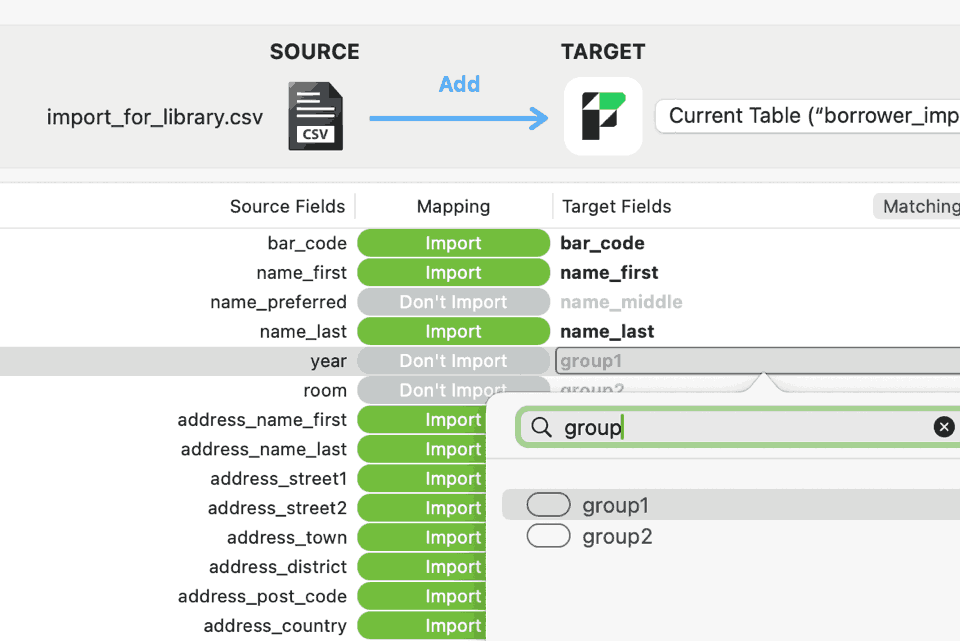 SOURCE
TARGET
Add
import_for_library.csv
CSV
Current Table (“borrower_imp
Source Fields
Mapping
Target Fields
Matching
bar_code
Import
bar_code
name_first
Import
name_first
name_preferred
Don't Import
name_middle
name_last
Import
name_last
year
Don't Import
group1
room
Don't Import
group2
address_name_first
Import
address_name_last
Import
address_street1
Import
address_street2
Import
address_town
Import
address_district
Import
address_post_code
Import
address_country
Import
group
group1
group2